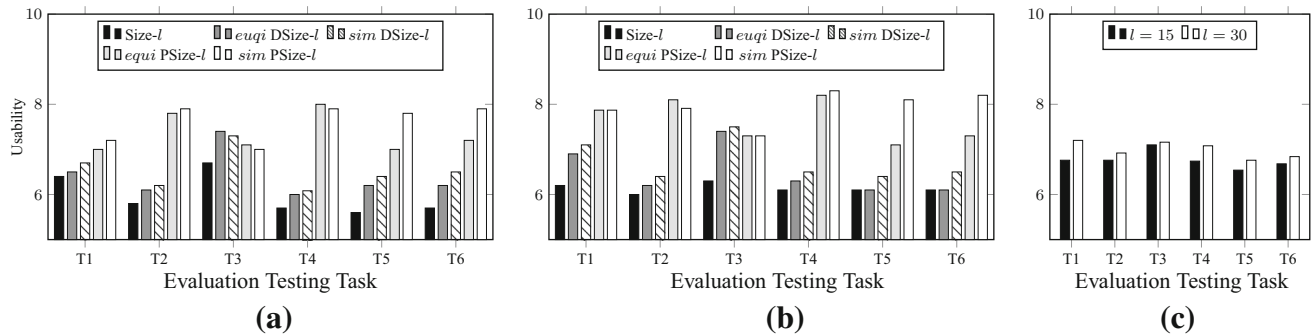 10
8
6
Usability
Size-l euqi DSize-l sim DSize-l
equi PSize-l sim PSize-l
T1 T2 T3 T4 T5 T6
Evaluation Testing Task
(a)
10
8
6
Size-l euqi DSize-l sim DSize-l
equi PSize-l sim PSize-l
T1 T2 T3 T4 T5 T6
Evaluation Testing Task
(b)
10
8
6
l = 15 l = 30
T1 T2 T3 T4 T5 T6
Evaluation Testing Task
(c)